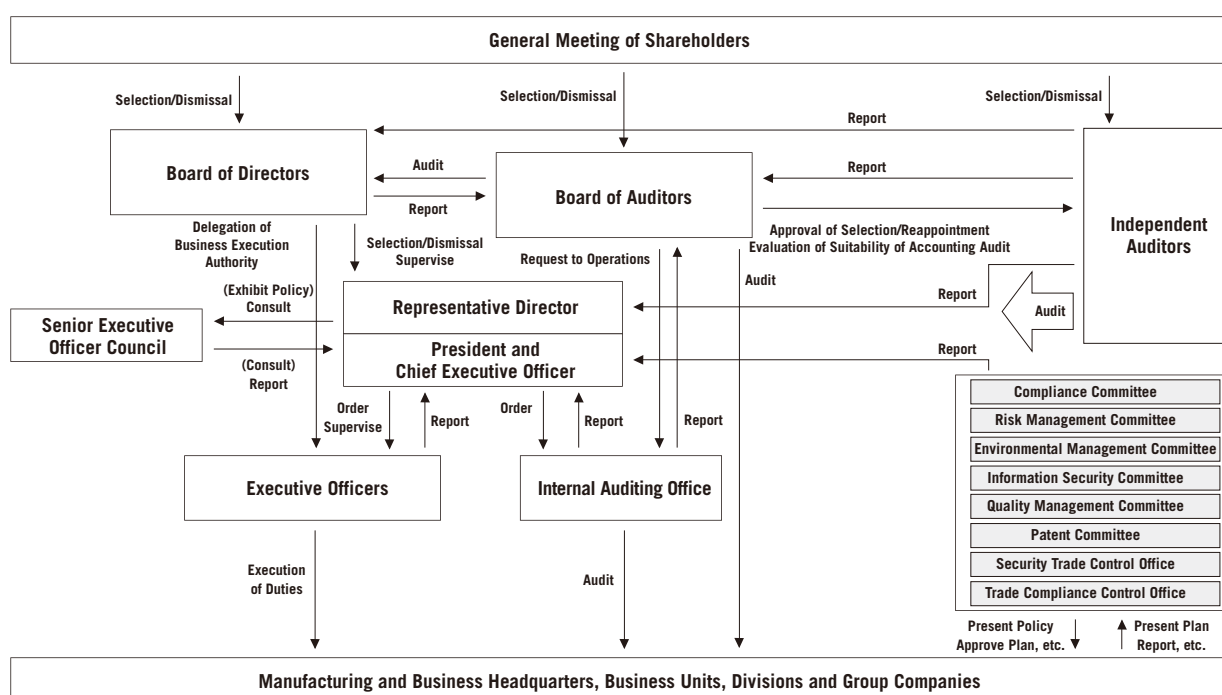 General Meeting of Shareholders
Selection/Dismissal
Selection/Dismissal
Selection/Dismissal
Report
Board of Directors
Audit
Report
Board of Auditors
Report
Independent
Auditors
Approval of Selection/Reappointment
Evaluation of Suitability of Accounting Audit
Delegation of
Business Execution
Authority
Selection/Dismissal
Supervise
Request to Operations
Audit
(Exhibit Policy)
Consult
Senior Executive
Officer Council
(Consult)
Report
Representative Director
President and
Chief Executive Officer
Report
Audit
Report
Order
Supervise
Report
Order
Report
Report
Compliance Committee
Risk Management Committee
Environmental Management Committee
Information Security Committee
Quality Management Committee
Patent Committee
Security Trade Control Office
Trade Compliance Control Office
Executive Officers
Internal Auditing Office
Execution
of Duties
Audit
Present Policy
Approve Plan, etc.
Present Plan
Report, etc.
Manufacturing and Business Headquarters, Business Units, Divisions and Group Companies